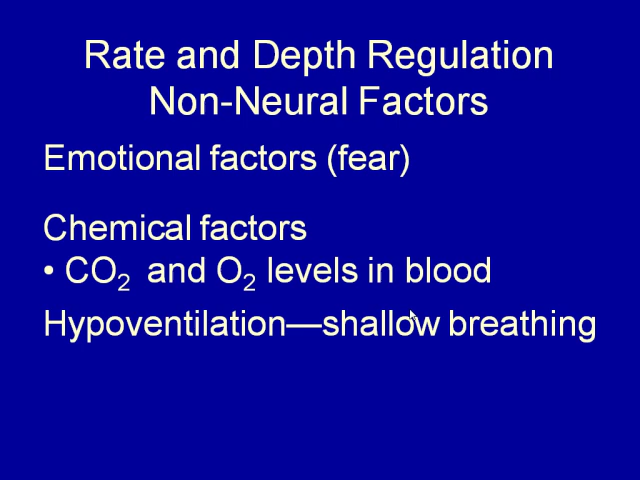 Rate and Depth Regulation
Non-Neural Factors
Emotional factors (fear)
Chemical factors
• CO₂ and O₂ levels in blood
Hypoventilation—shallow breathing